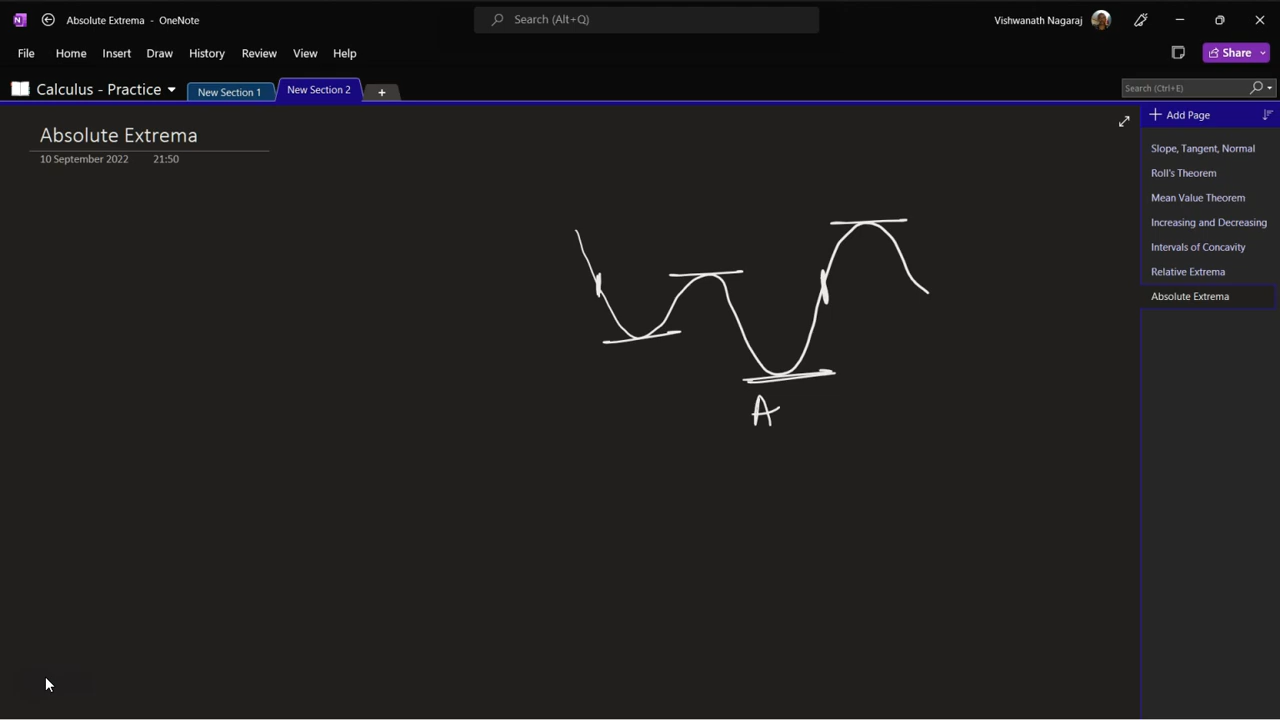 Absolute Extrema - OneNote
Search (Alt+Q)
Vishwanath Nagaraj
File Home Insert Draw History Review View Help
Share
Calculus - Practice
New Section 1
New Section 2
+
Search (Ctrl+E)
Absolute Extrema
10 September 2022 21:50
A
Add Page
Slope, Tangent, Normal
Roll's Theorem
Mean Value Theorem
Increasing and Decreasing
Intervals of Concavity
Relative Extrema
Absolute Extrema